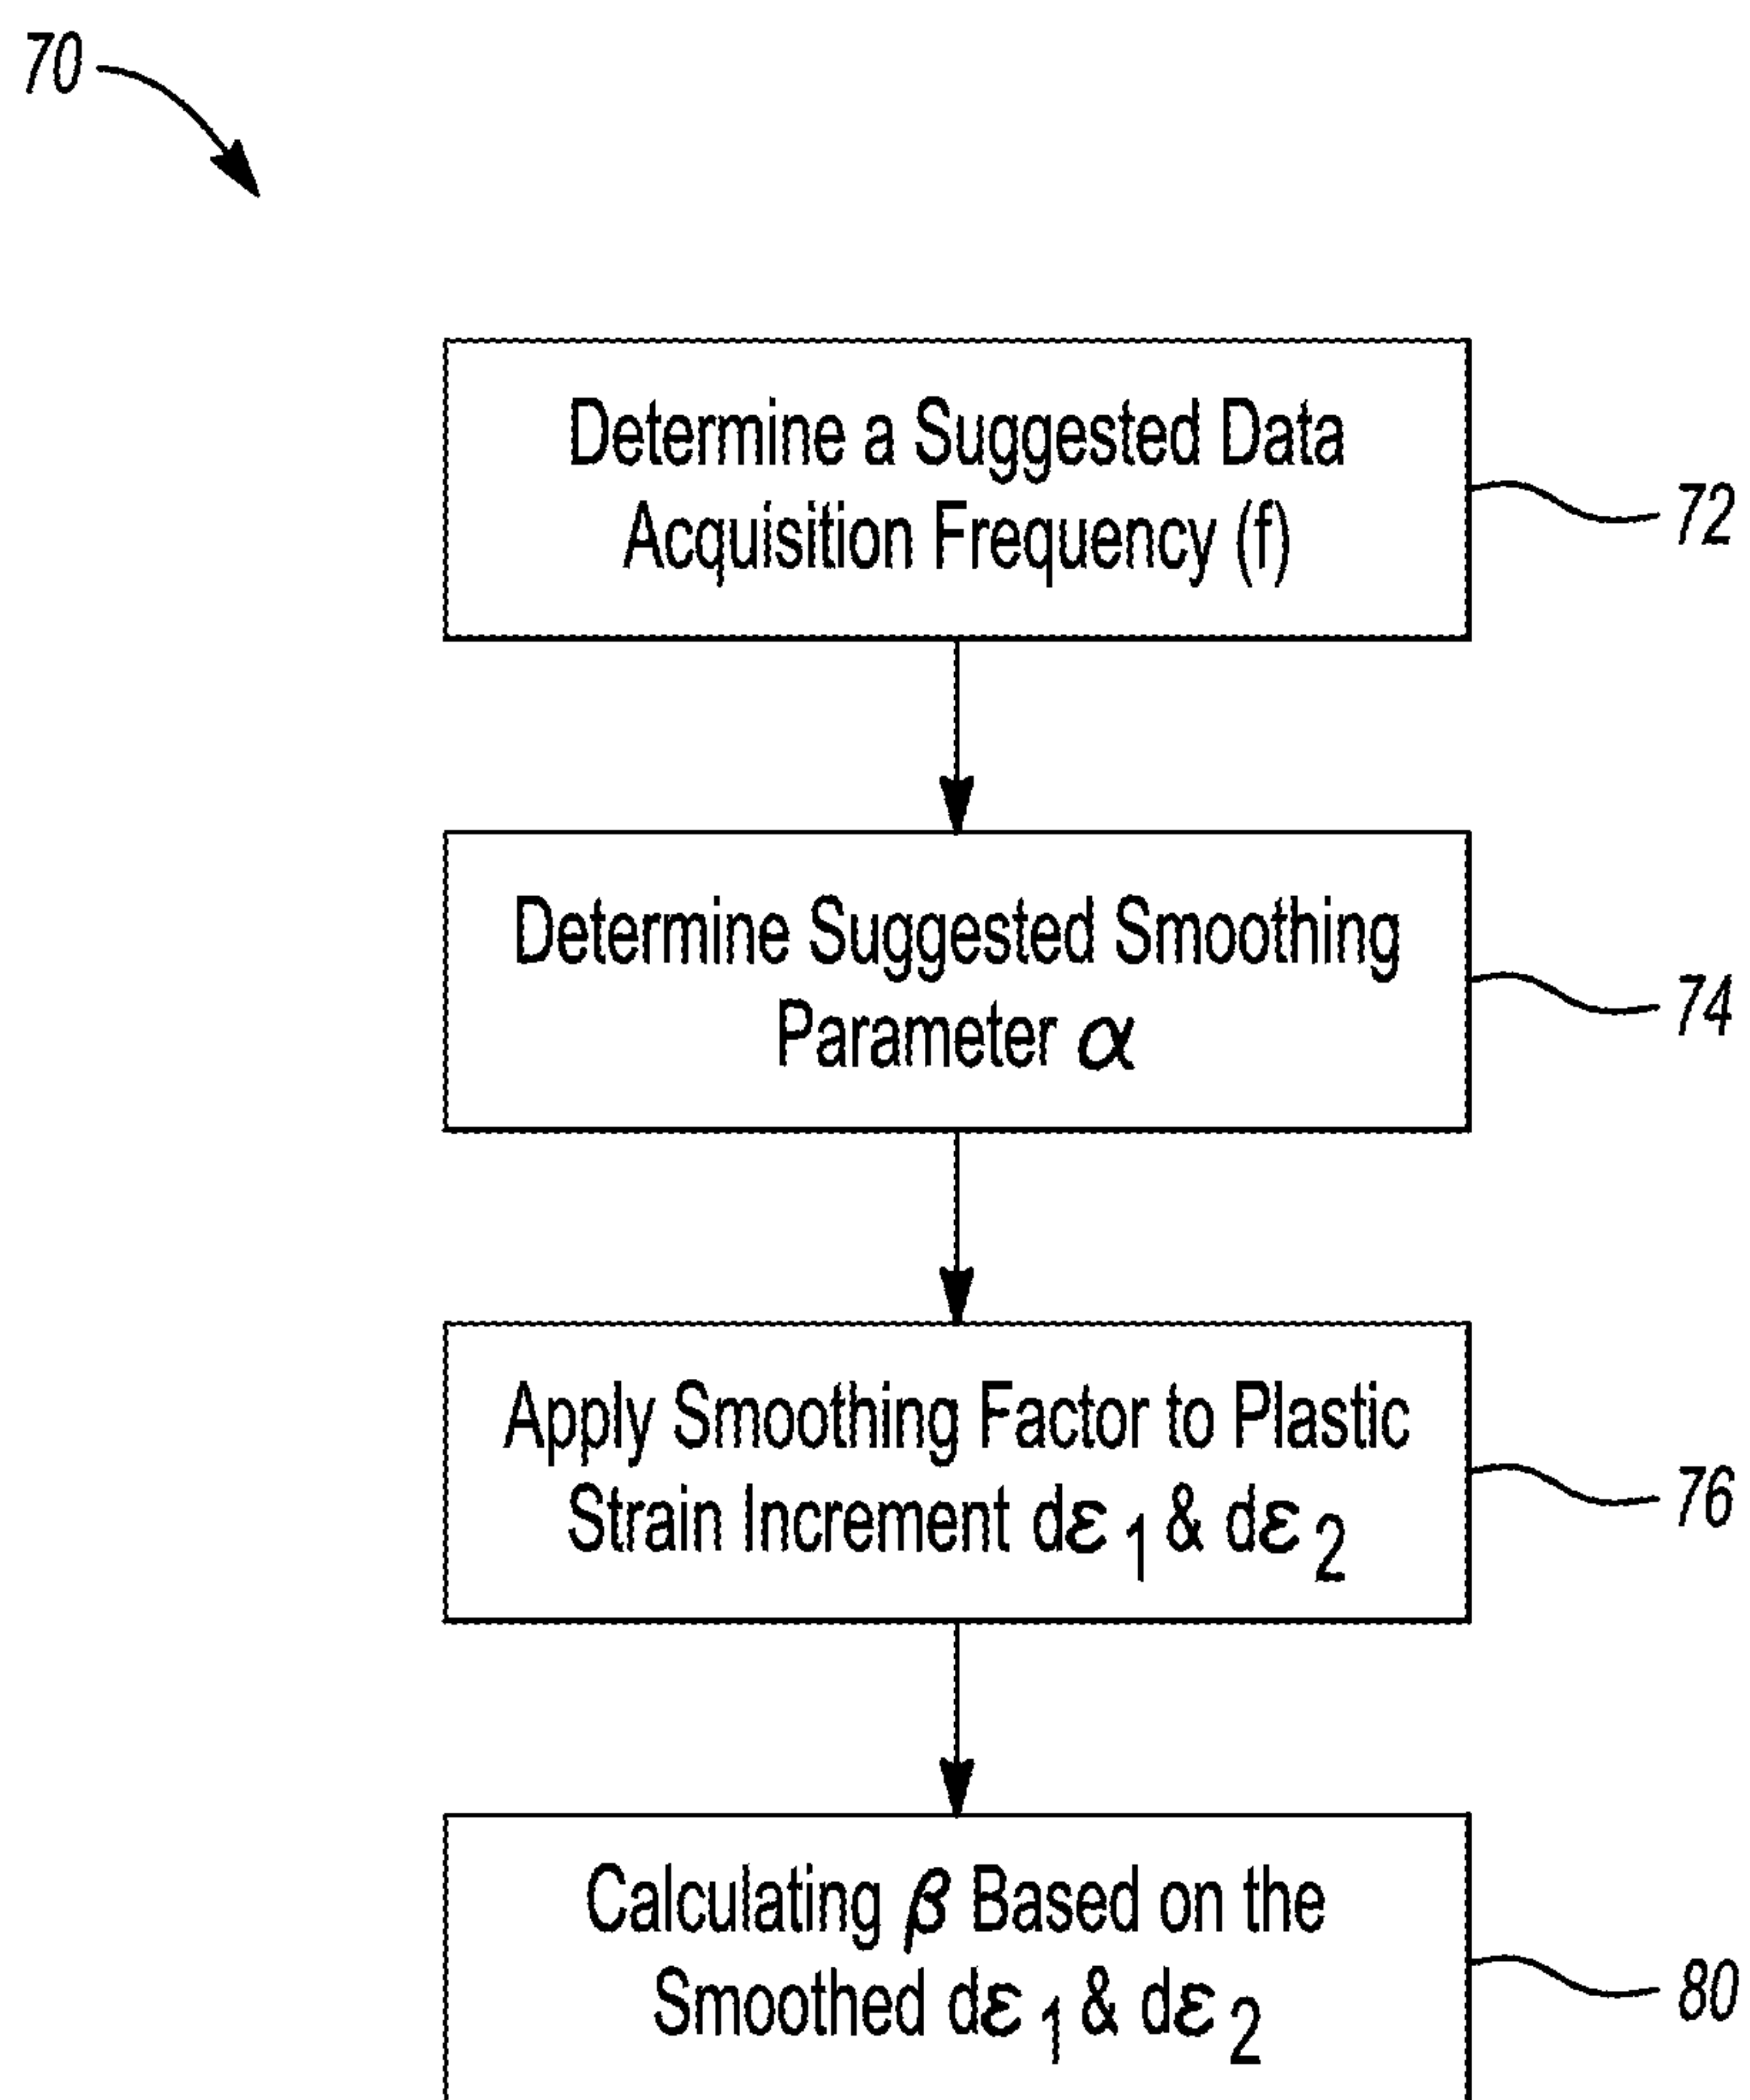 70
Determine a Suggested Data
Acquisition Frequency (f)
72
Determine Suggested Smoothing
Parameter α
74
Apply Smoothing Factor to Plastic
Strain Increment dε1 & dε2
76
Calculating β Based on the
Smoothed dε1 & dε2
80